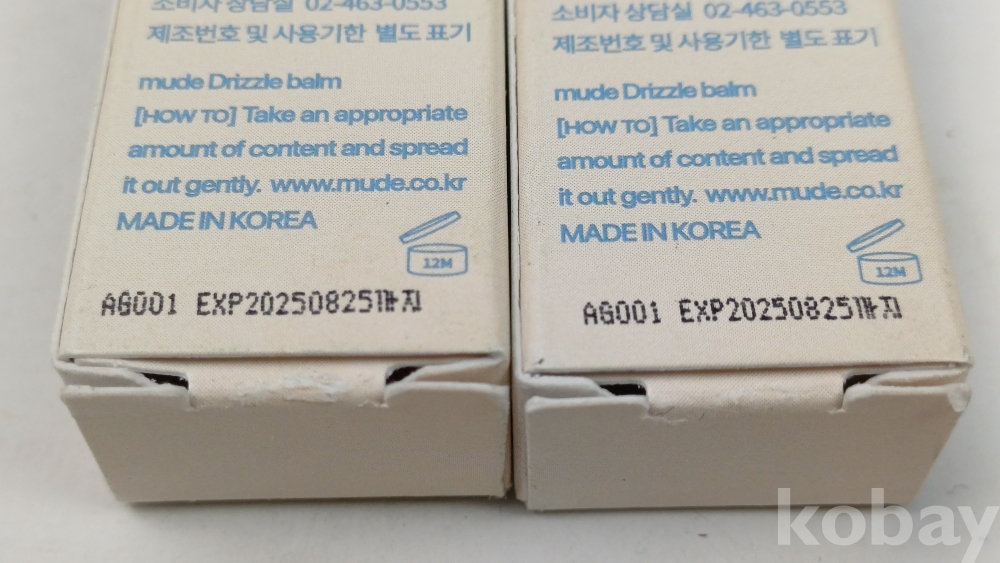 소비자 상담실 02-463-0553
제조번호 및 사용기한 별도 표기
mude Drizzle balm
[HOW TO] Take an appropriate
amount of content and spread
it out gently. www.mude.co.kr
MADE IN KOREA
12M
AG001 EXP20250825까지
소비자 상담실 02-463-0553
제조번호 및 사용기한 별도 표기
mude Drizzle balm
[HOW TO] Take an appropriate
amount of content and spread
it out gently. www.mude.co.kr
MADE IN KOREA
12M
AG001 EXP20250825까지
kobay